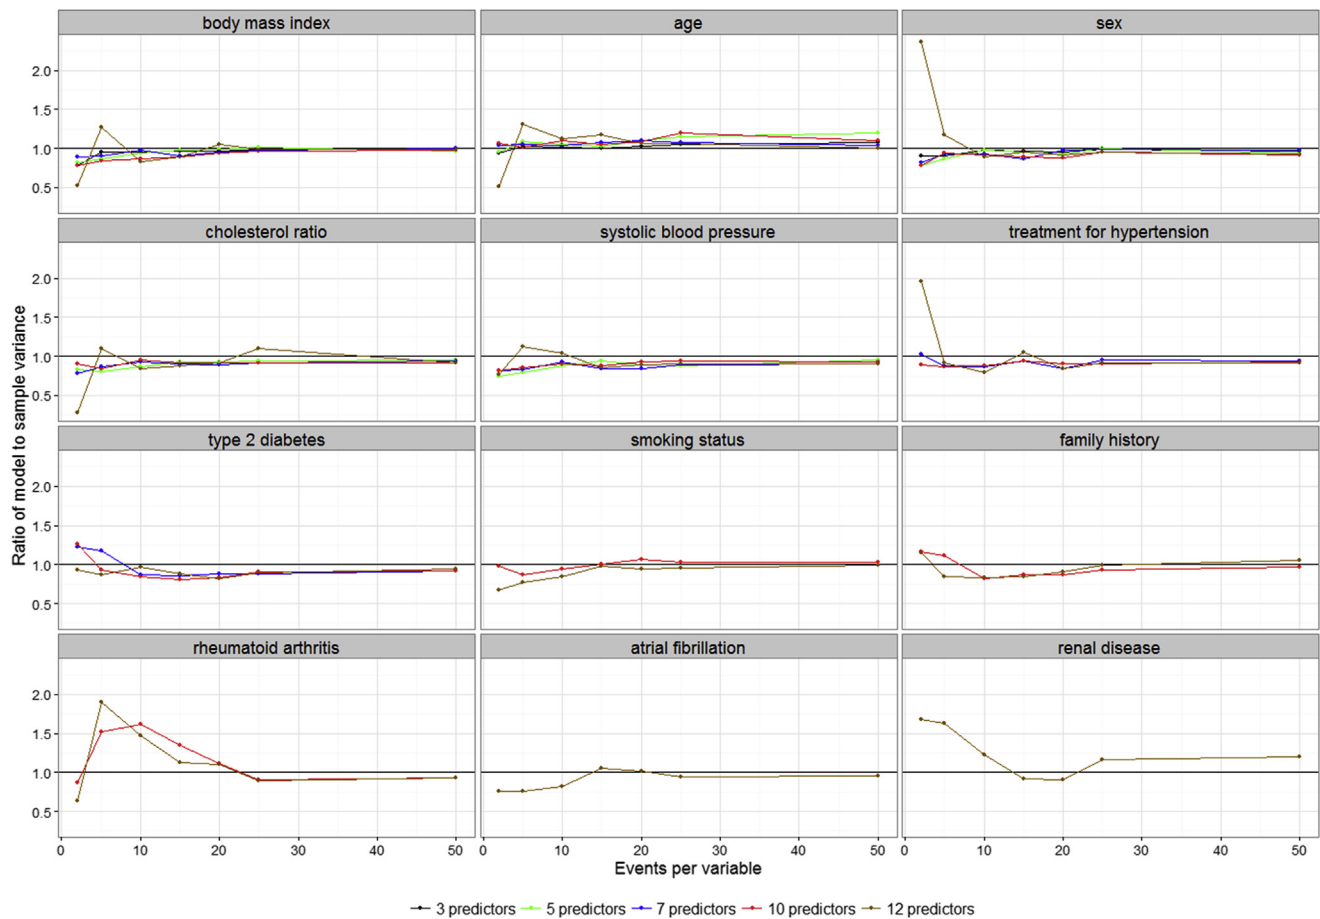 body mass index age sex
2.0
1.5
1.0
0.5
cholesterol ratio systolic blood pressure treatment for hypertension
2.0
1.5
1.0
0.5
type 2 diabetes smoking status family history
2.0
1.5
1.0
0.5
rheumatoid arthritis atrial fibrillation renal disease
2.0
1.5
1.0
0.5
0 10 20 30 40 50 0 10 20 30 40 50 0 10 20 30 40 50
Ratio of model to sample variance
Events per variable
3 predictors 5 predictors 7 predictors 10 predictors 12 predictors